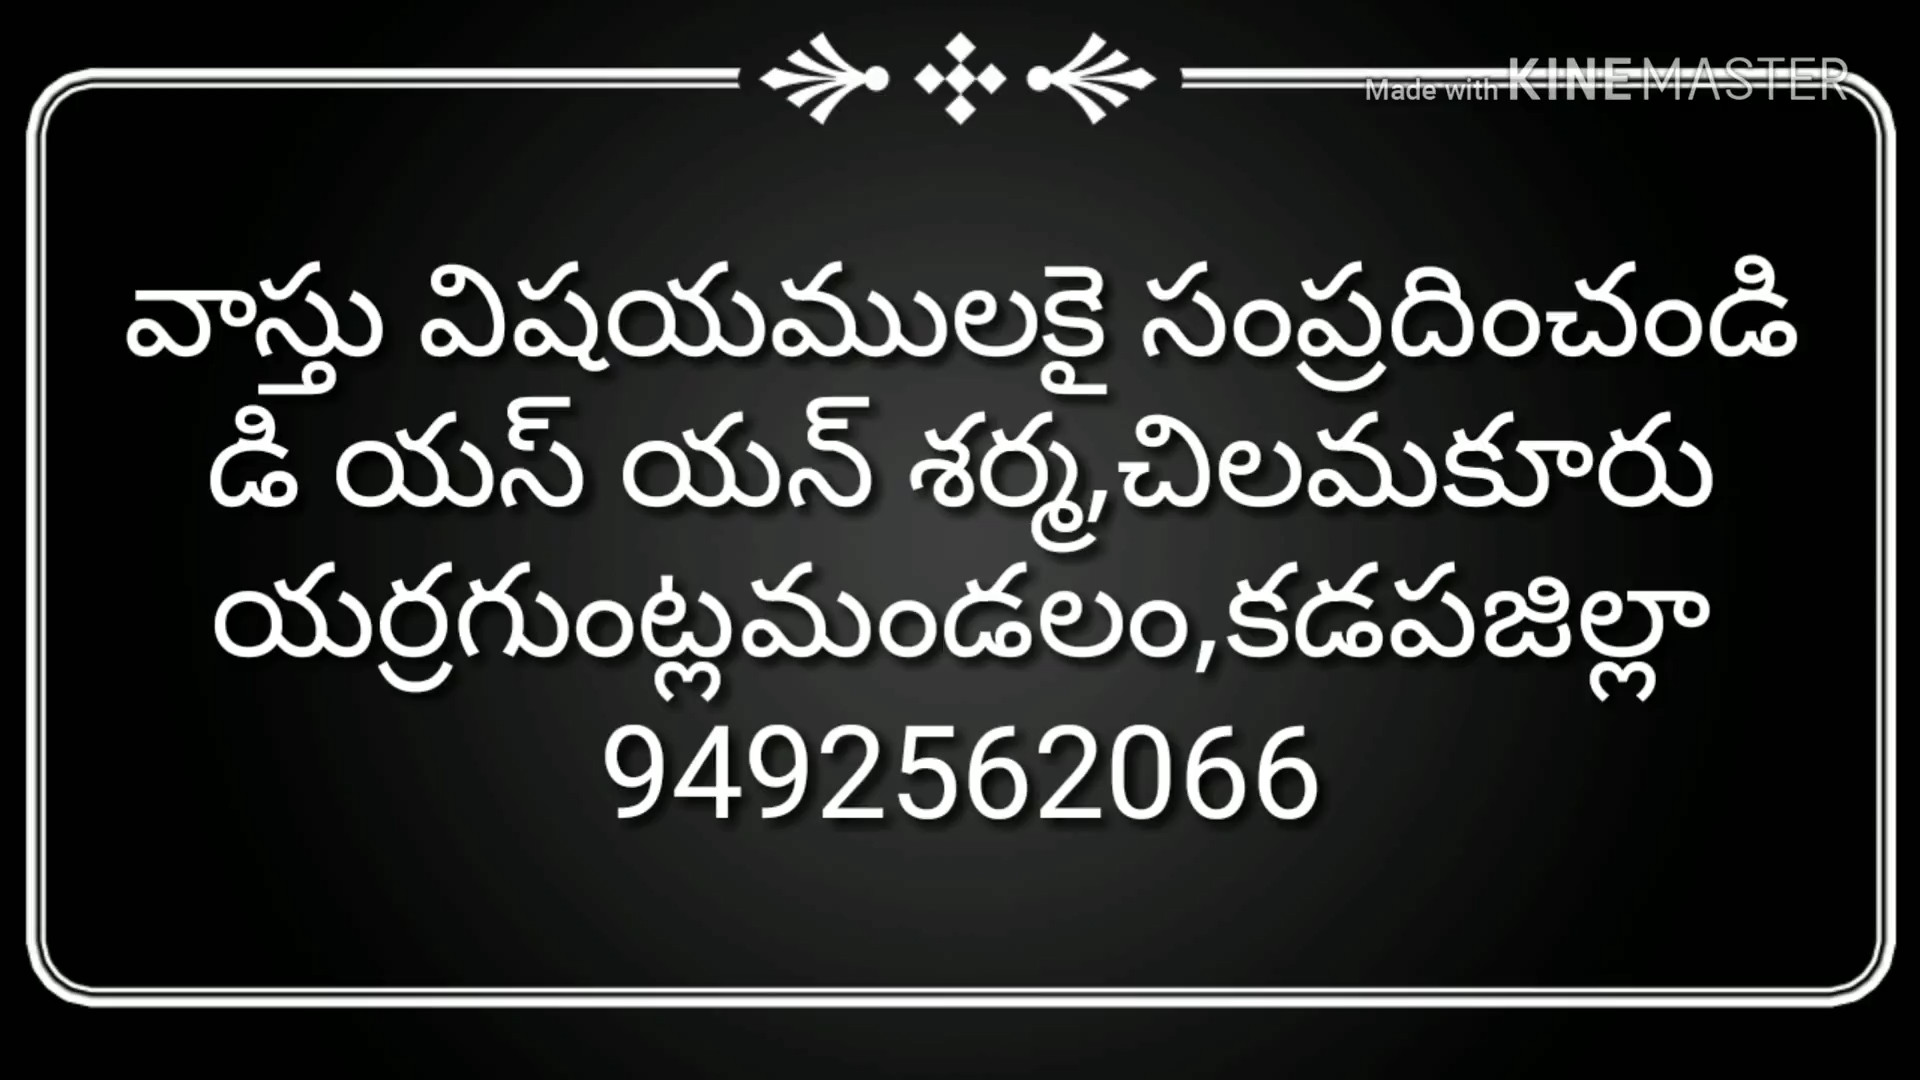 Made with KINEMASTER
వాస్తు విషయములకై సంప్రదించండి
డి యస్ యన్ శర్మ,చిలమకూరు
యర్రగుంట్లమండలం,కడపజిల్లా
9492562066